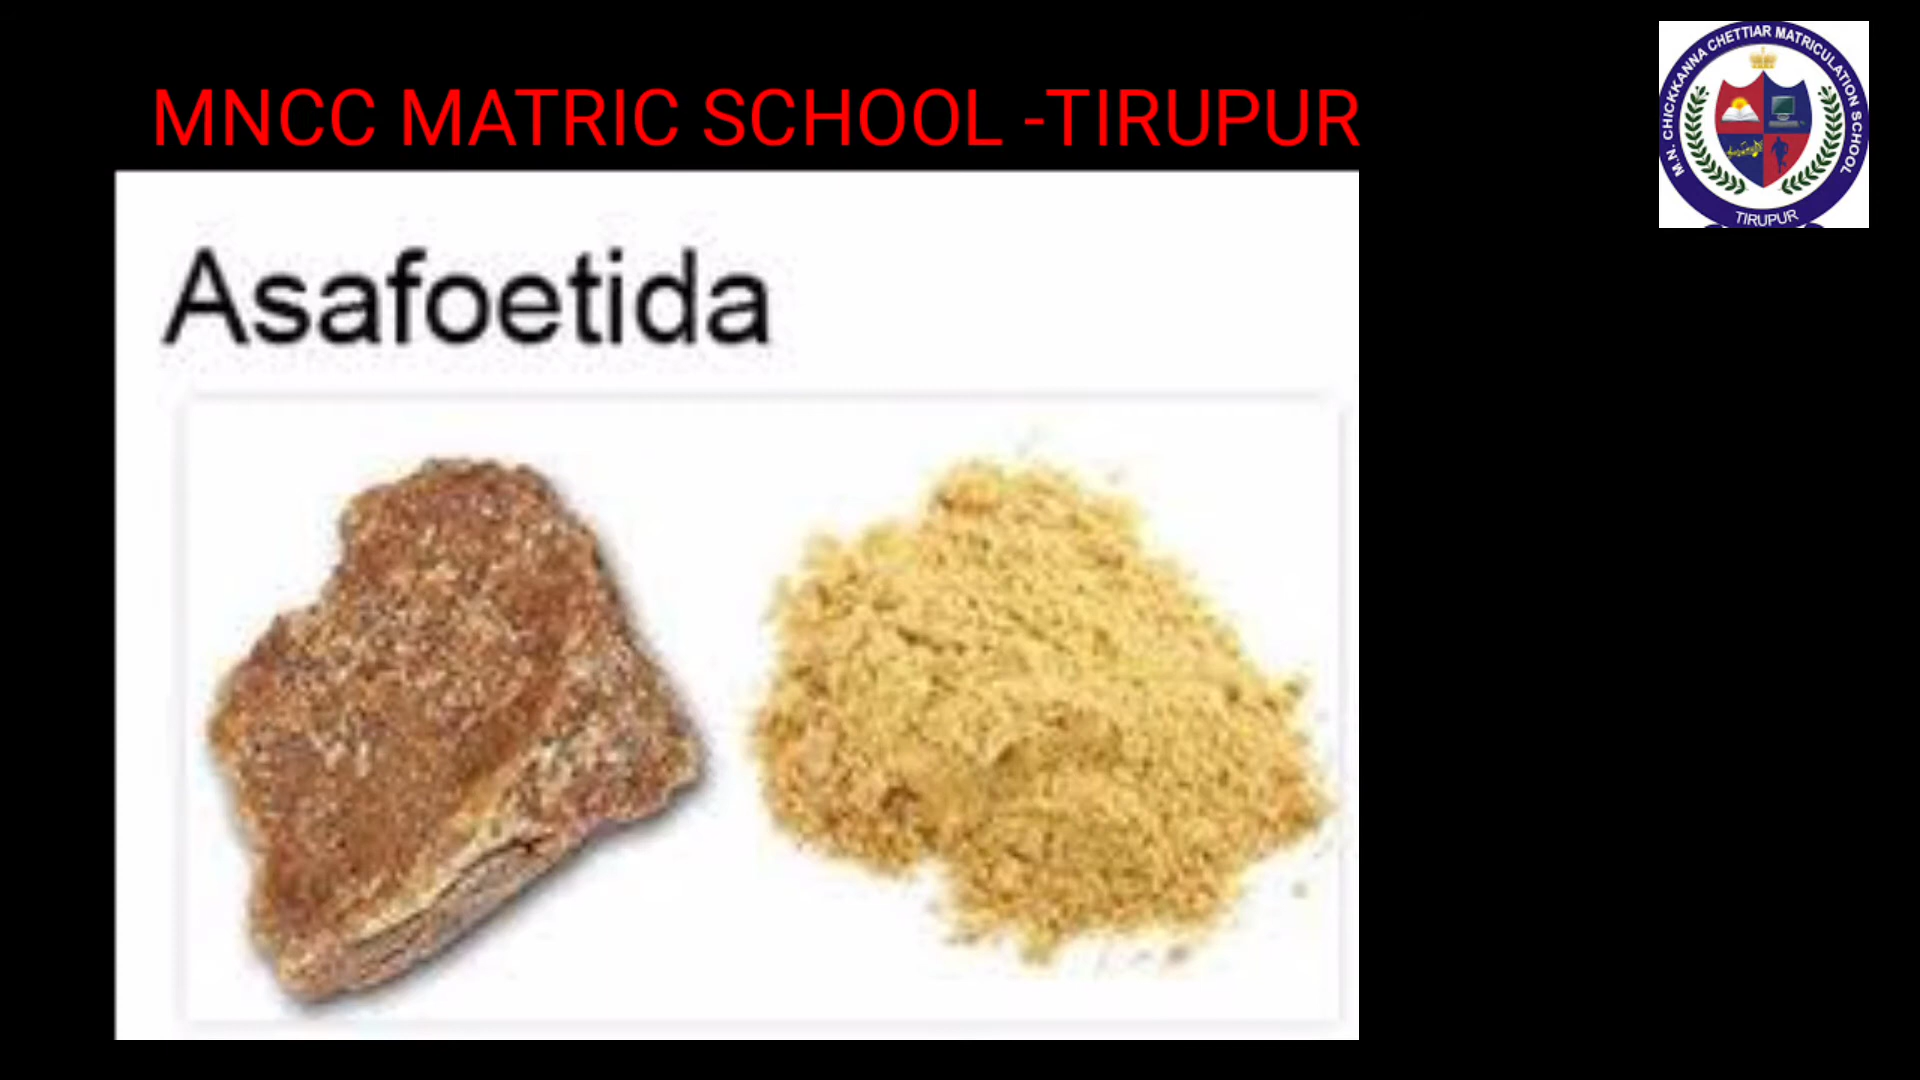 MNCC MATRIC SCHOOL -TIRUPUR
M.N. CHICKKANNA CHETTIAR MATRICULATION SCHOOL
TIRUPUR
Asafoetida